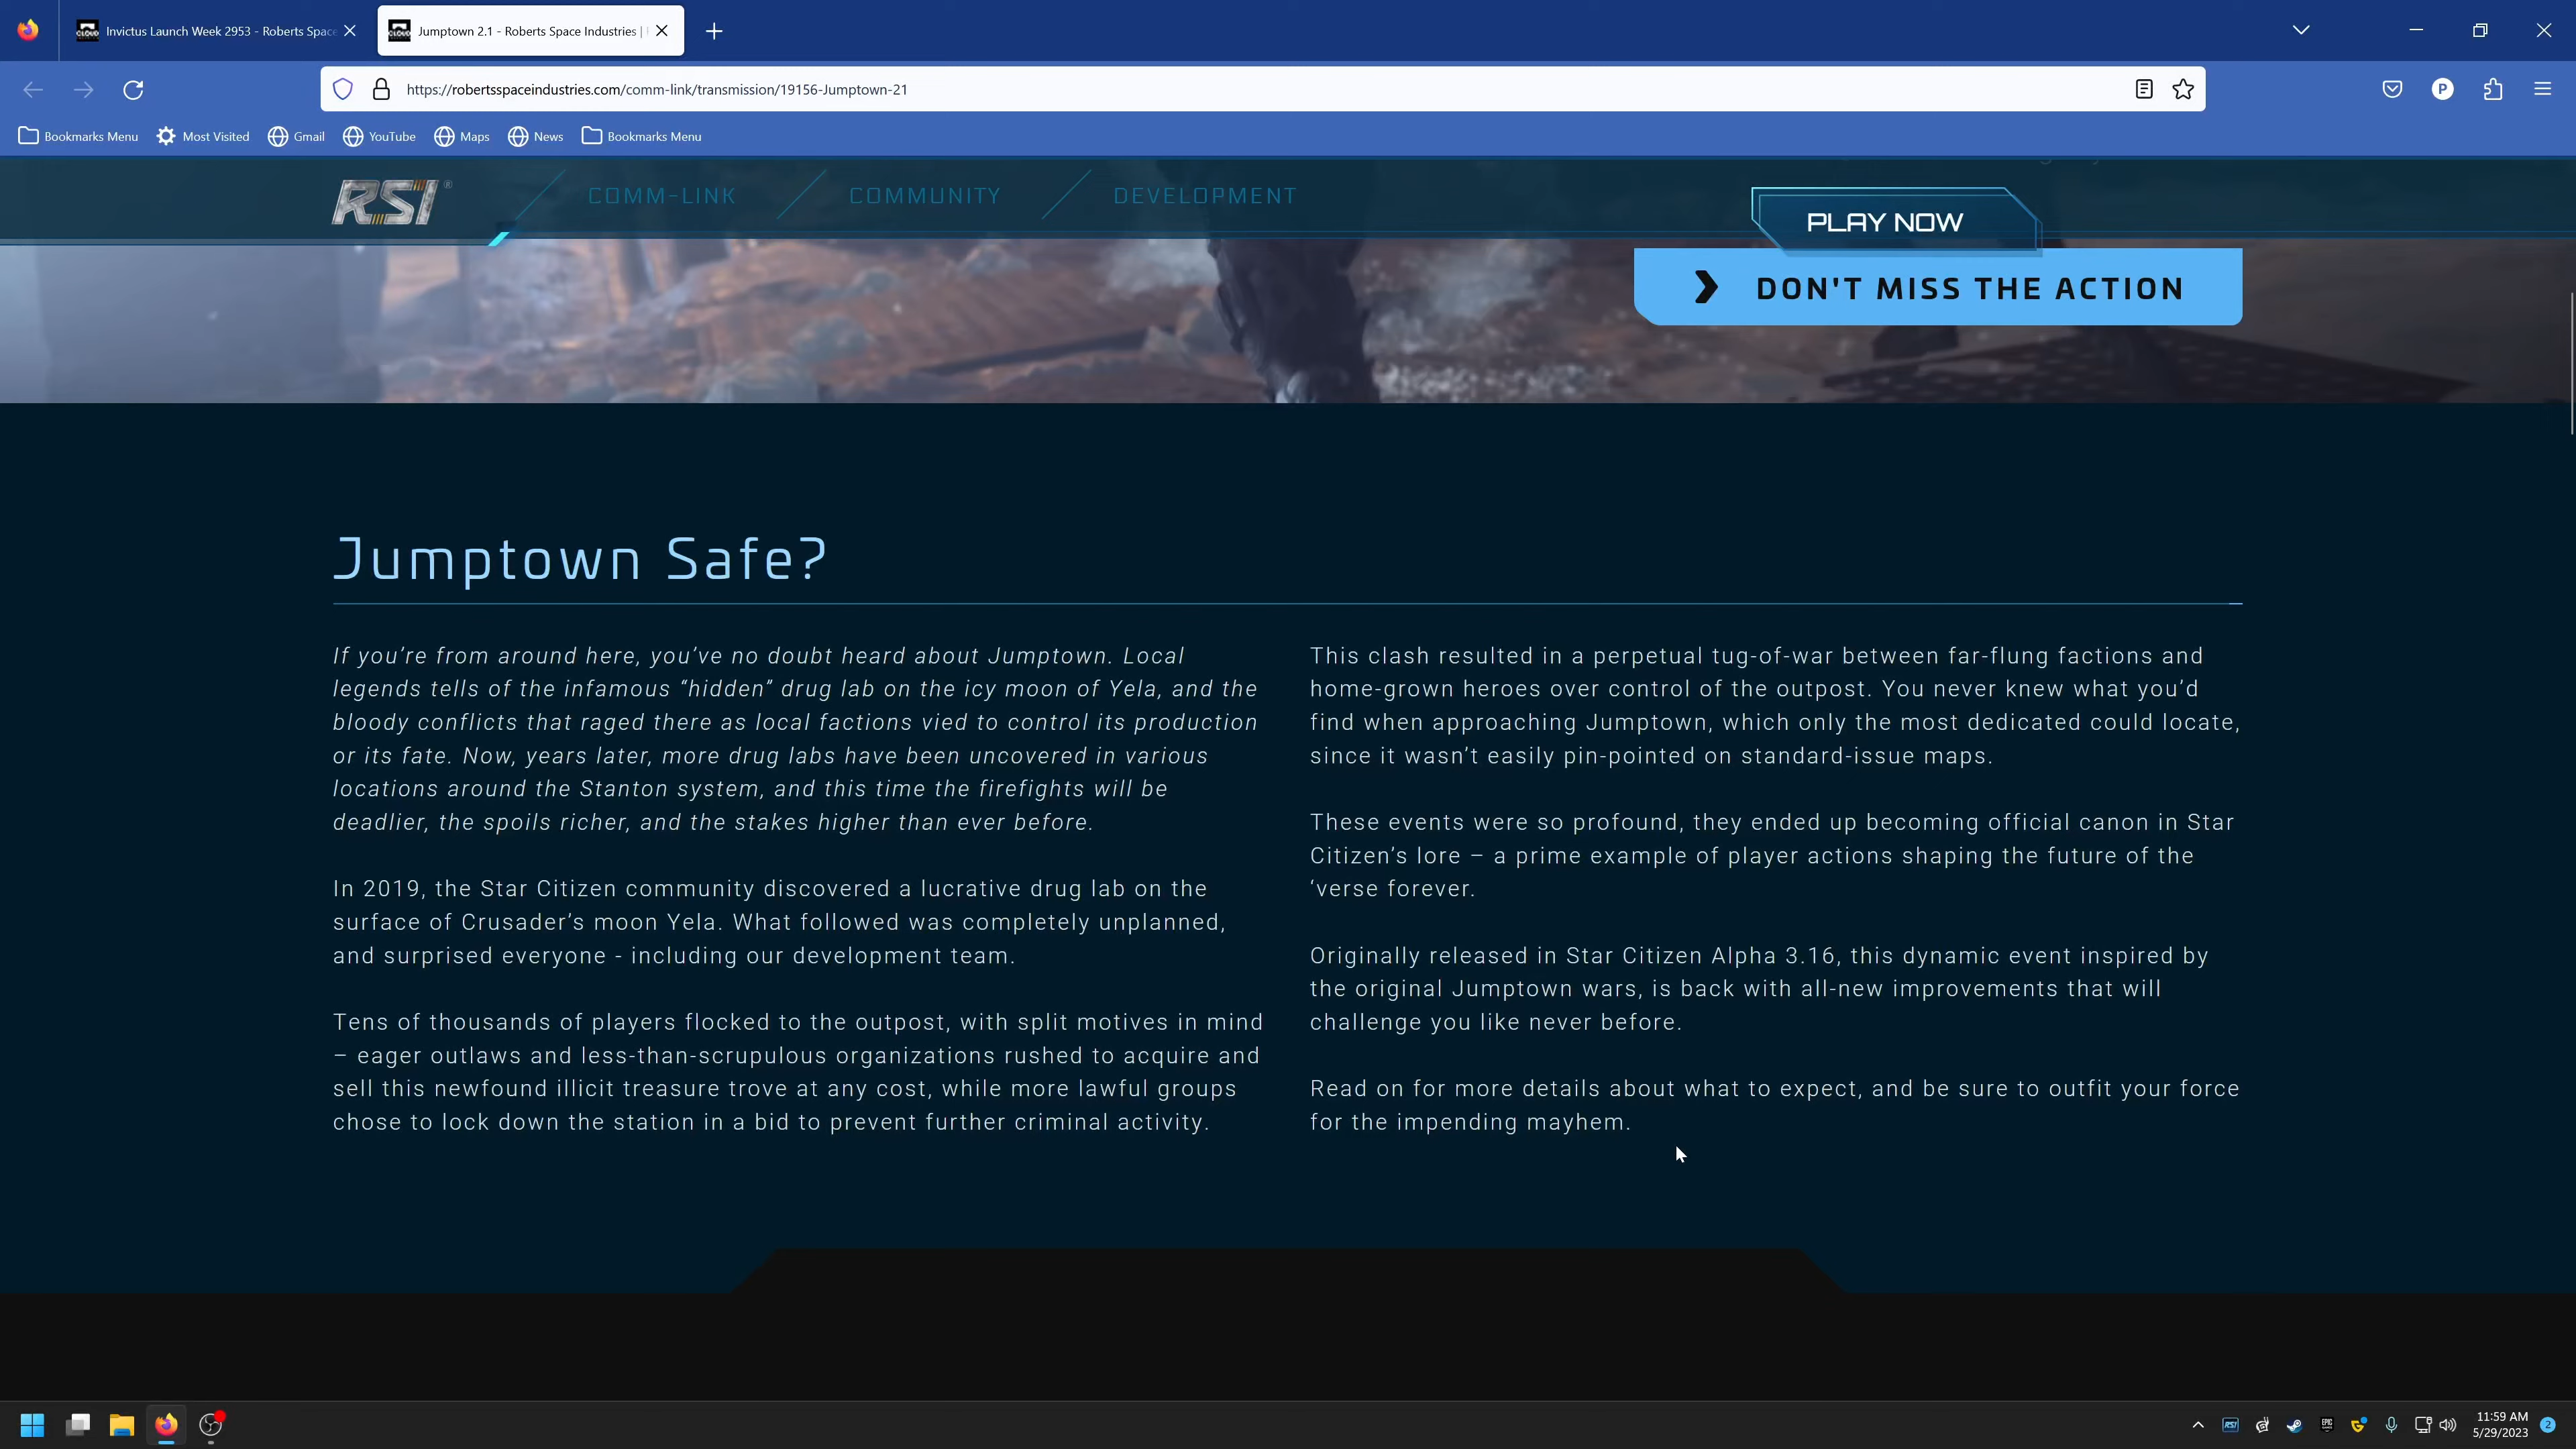 Invictus Launch Week 2953 - Roberts Space
Jumptown 2.1 - Roberts Space Industries |
https://robertsspaceindustries.com/comm-link/transmission/19156-Jumptown-21
P
Bookmarks Menu
Most Visited
Gmail
YouTube
Maps
News
Bookmarks Menu
RSI®
COMM-LINK
COMMUNITY
DEVELOPMENT
PLAY NOW
DON'T MISS THE ACTION
Jumptown Safe?
If you’re from around here, you’ve no doubt heard about Jumptown. Local
legends tells of the infamous “hidden” drug lab on the icy moon of Yela, and the
bloody conflicts that raged there as local factions vied to control its production
or its fate. Now, years later, more drug labs have been uncovered in various
locations around the Stanton system, and this time the firefights will be
deadlier, the spoils richer, and the stakes higher than ever before.
In 2019, the Star Citizen community discovered a lucrative drug lab on the
surface of Crusader’s moon Yela. What followed was completely unplanned,
and surprised everyone - including our development team.
Tens of thousands of players flocked to the outpost, with split motives in mind
– eager outlaws and less-than-scrupulous organizations rushed to acquire and
sell this newfound illicit treasure trove at any cost, while more lawful groups
chose to lock down the station in a bid to prevent further criminal activity.
This clash resulted in a perpetual tug-of-war between far-flung factions and
home-grown heroes over control of the outpost. You never knew what you’d
find when approaching Jumptown, which only the most dedicated could locate,
since it wasn’t easily pin-pointed on standard-issue maps.
These events were so profound, they ended up becoming official canon in Star
Citizen’s lore – a prime example of player actions shaping the future of the
‘verse forever.
Originally released in Star Citizen Alpha 3.16, this dynamic event inspired by
the original Jumptown wars, is back with all-new improvements that will
challenge you like never before.
Read on for more details about what to expect, and be sure to outfit your force
for the impending mayhem.
11:59 AM
5/29/2023
2